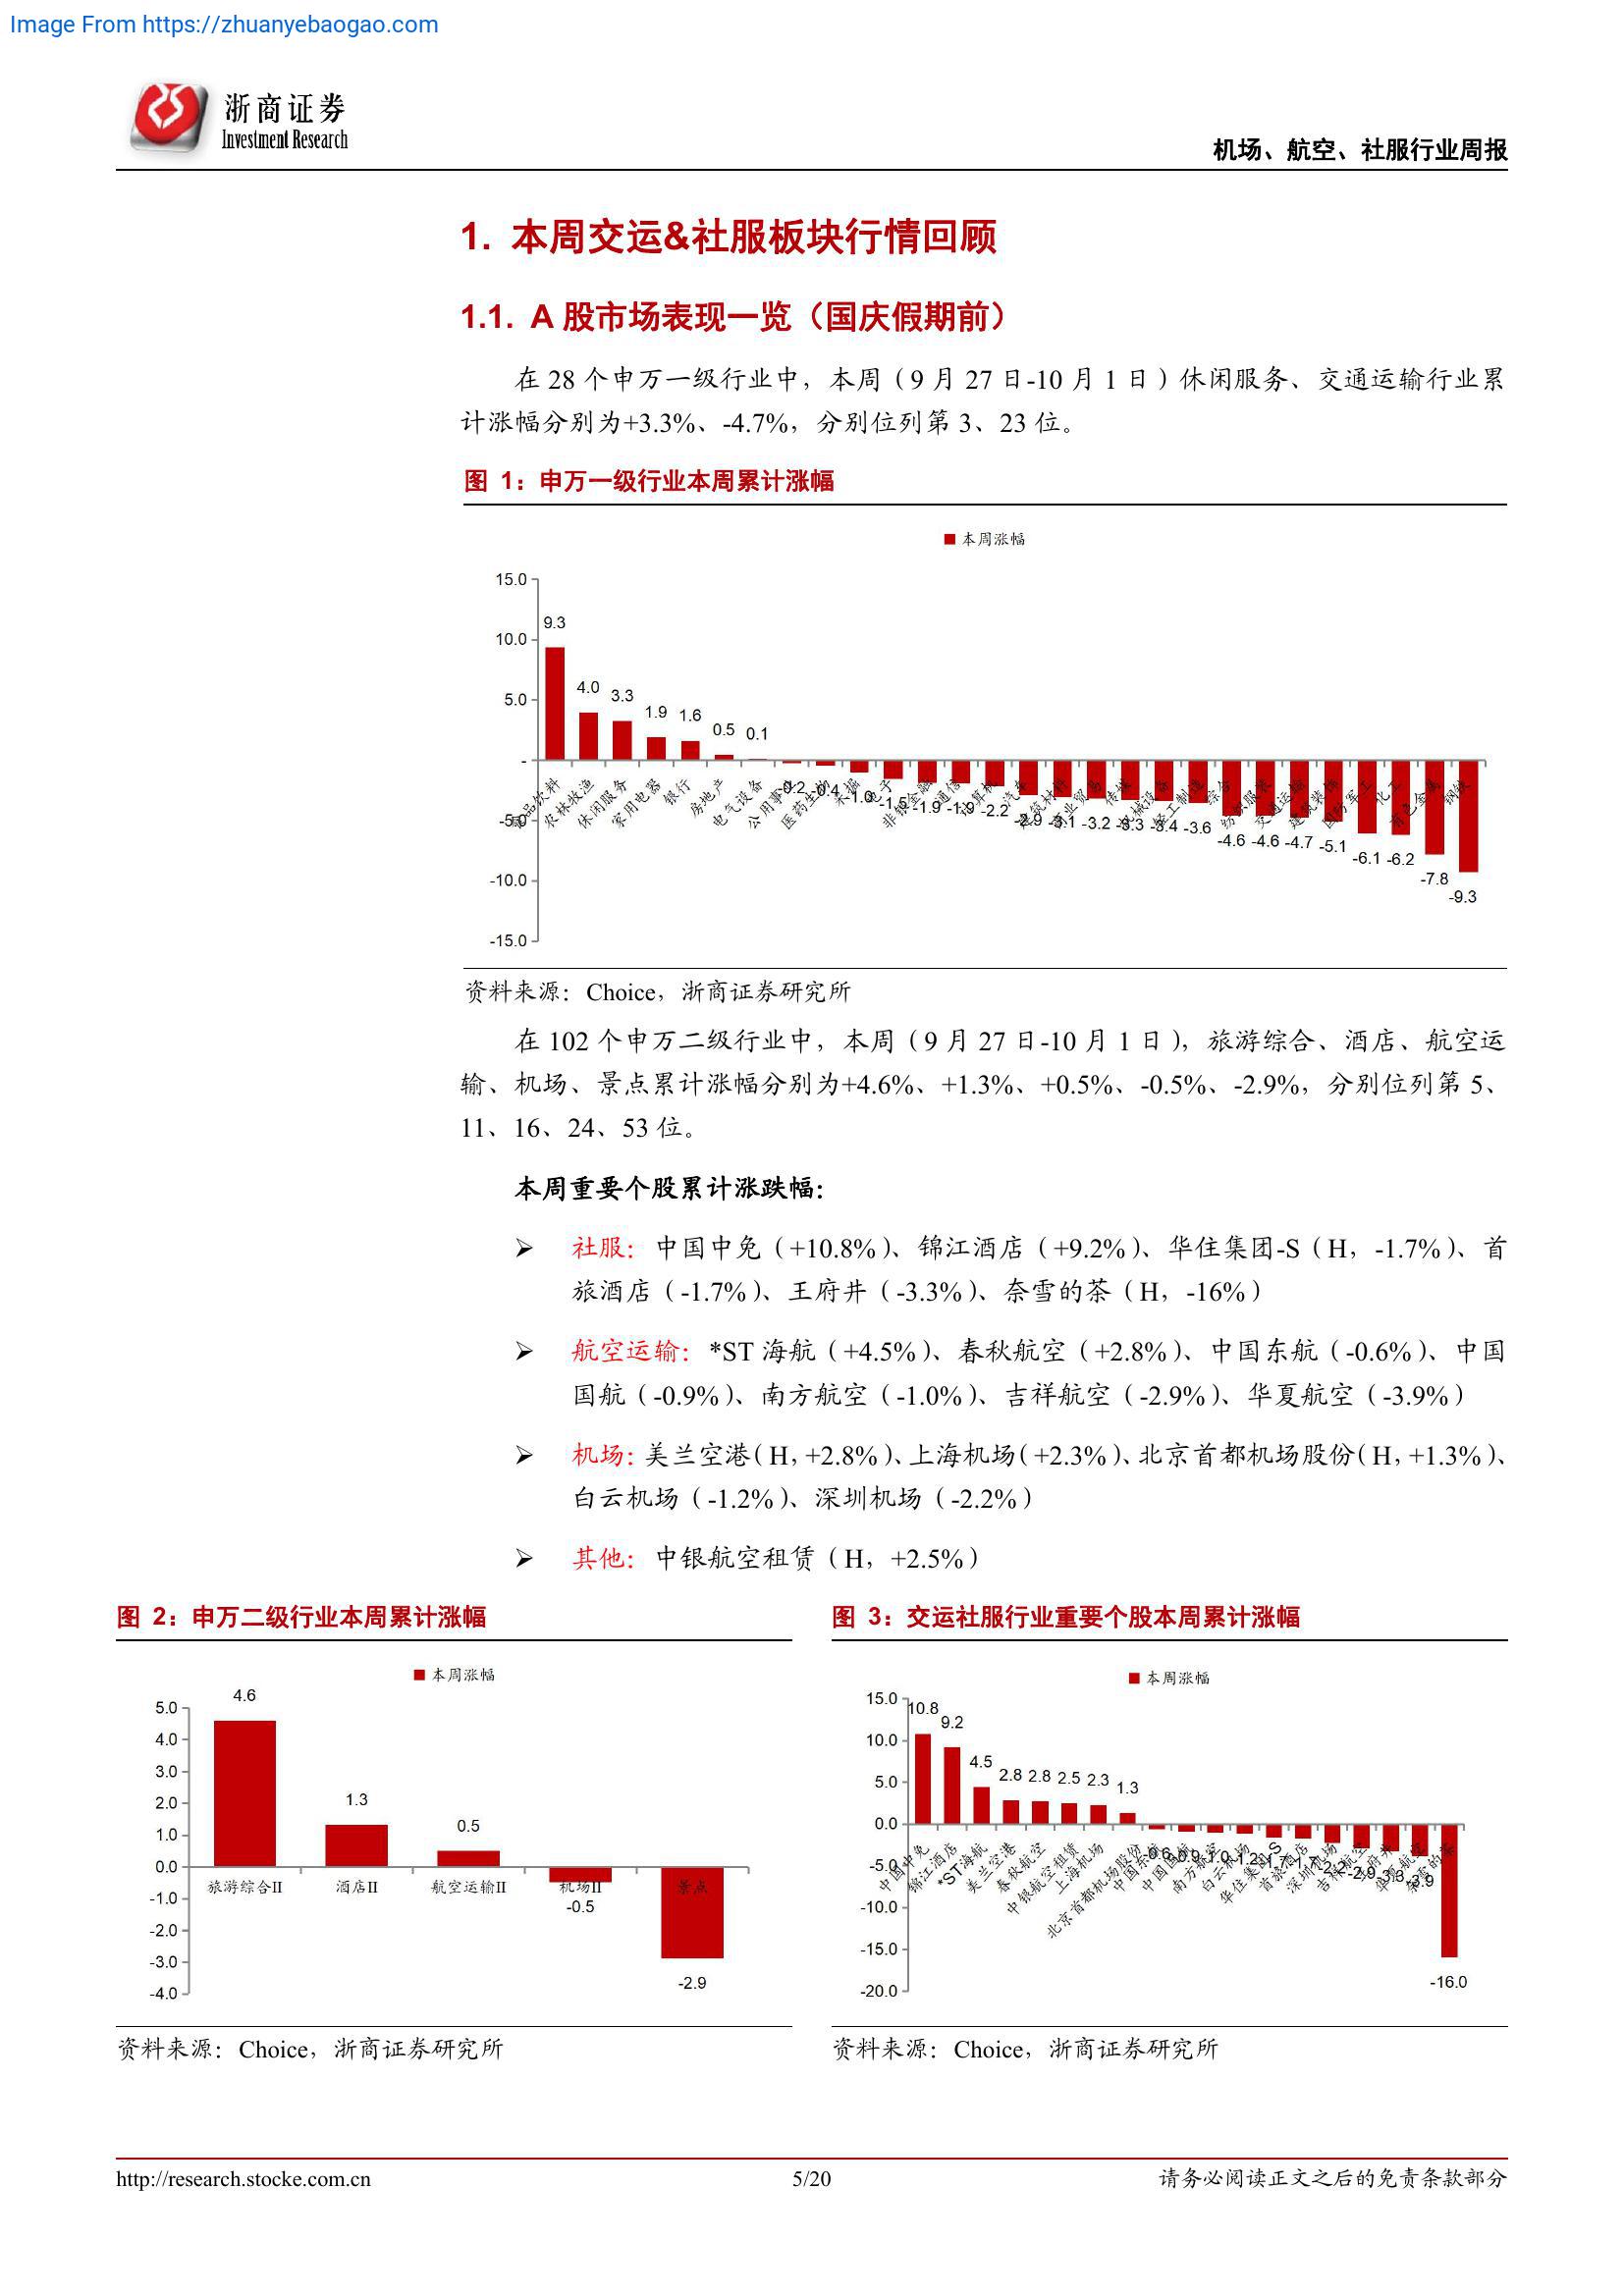 Image From https://zhuanyebaogao.com
浙商证券
Investment Research
机场、航空、社服行业周报
1. 本周交运&社服板块行情回顾
1.1. A 股市场表现一览（国庆假期前）
在 28 个申万一级行业中，本周（9 月 27 日-10 月 1 日）休闲服务、交通运输行业累
计涨幅分别为+3.3%、-4.7%，分别位列第 3、23 位。
图 1：申万一级行业本周累计涨幅
本周涨幅
15.0
10.0
5.0
-
-5.0
-10.0
-15.0
9.3 4.0 3.3 1.9 1.6 0.5 0.1 -0.2 -0.4 -1.0 -1.5 -1.9 -1.9 -2.2 -2.9 -3.1 -3.2 -3.3 -3.4 -3.6 -4.6 -4.6 -4.7 -5.1 -6.1 -6.2 -7.8 -9.3
食品饮料 农林牧渔 休闲服务 家用电器 银行 房地产 电气设备 公用事业 医药生物 采掘 电子 非银金融 通信 计算机 汽车 建筑材料 商业贸易 传媒 机械设备 轻工制造 综合 纺织服装 交通运输 建筑装饰 国防军工 化工 有色金属 钢铁
资料来源：Choice，浙商证券研究所
在 102 个申万二级行业中，本周（9 月 27 日-10 月 1 日），旅游综合、酒店、航空运
输、机场、景点累计涨幅分别为+4.6%、+1.3%、+0.5%、-0.5%、-2.9%，分别位列第 5、
11、16、24、53 位。
本周重要个股累计涨跌幅：
➢ 社服：中国中免（+10.8%）、锦江酒店（+9.2%）、华住集团-S（H，-1.7%）、首
旅酒店（-1.7%）、王府井（-3.3%）、奈雪的茶（H，-16%）
➢ 航空运输：*ST 海航（+4.5%）、春秋航空（+2.8%）、中国东航（-0.6%）、中国
国航（-0.9%）、南方航空（-1.0%）、吉祥航空（-2.9%）、华夏航空（-3.9%）
➢ 机场：美兰空港（H，+2.8%）、上海机场（+2.3%）、北京首都机场股份（H，+1.3%）、
白云机场（-1.2%）、深圳机场（-2.2%）
➢ 其他：中银航空租赁（H，+2.5%）
图 2：申万二级行业本周累计涨幅
本周涨幅
5.0
4.0
3.0
2.0
1.0
0.0
-1.0
-2.0
-3.0
-4.0
4.6 1.3 0.5 -0.5 -2.9
旅游综合II 酒店II 航空运输II 机场II 景点
资料来源：Choice，浙商证券研究所
图 3：交运社服行业重要个股本周累计涨幅
本周涨幅
15.0
10.0
5.0
0.0
-5.0
-10.0
-15.0
-20.0
10.8 9.2 4.5 2.8 2.8 2.5 2.3 1.3 -0.6 -0.9 -1.0 -1.2 -1.7 -1.7 -2.2 -2.9 -3.3 -3.9 -16.0
中国中免 锦江酒店 *ST海航 美兰空港 春秋航空 中银航空租赁 上海机场 北京首都机场股份 中国东航 中国国航 南方航空 白云机场 华住集团-S 首旅酒店 深圳机场 吉祥航空 王府井 华夏航空 奈雪的茶
资料来源：Choice，浙商证券研究所
http://research.stocke.com.cn
5/20
请务必阅读正文之后的免责条款部分